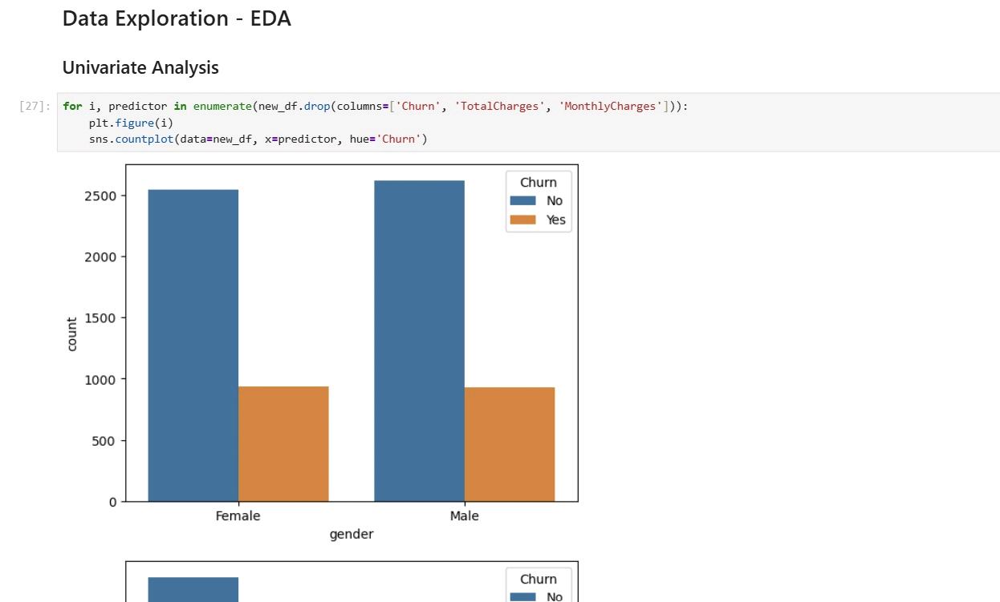 Data Exploration - EDA
Univariate Analysis
[27]: for i, predictor in enumerate(new_df.drop(columns=['Churn', 'TotalCharges', 'MonthlyCharges'])):
    plt.figure(i)
    sns.countplot(data=new_df, x=predictor, hue='Churn')
Churn
No
Yes
2500
2000
1500
1000
500
0
count
Female Male
gender
Churn
No